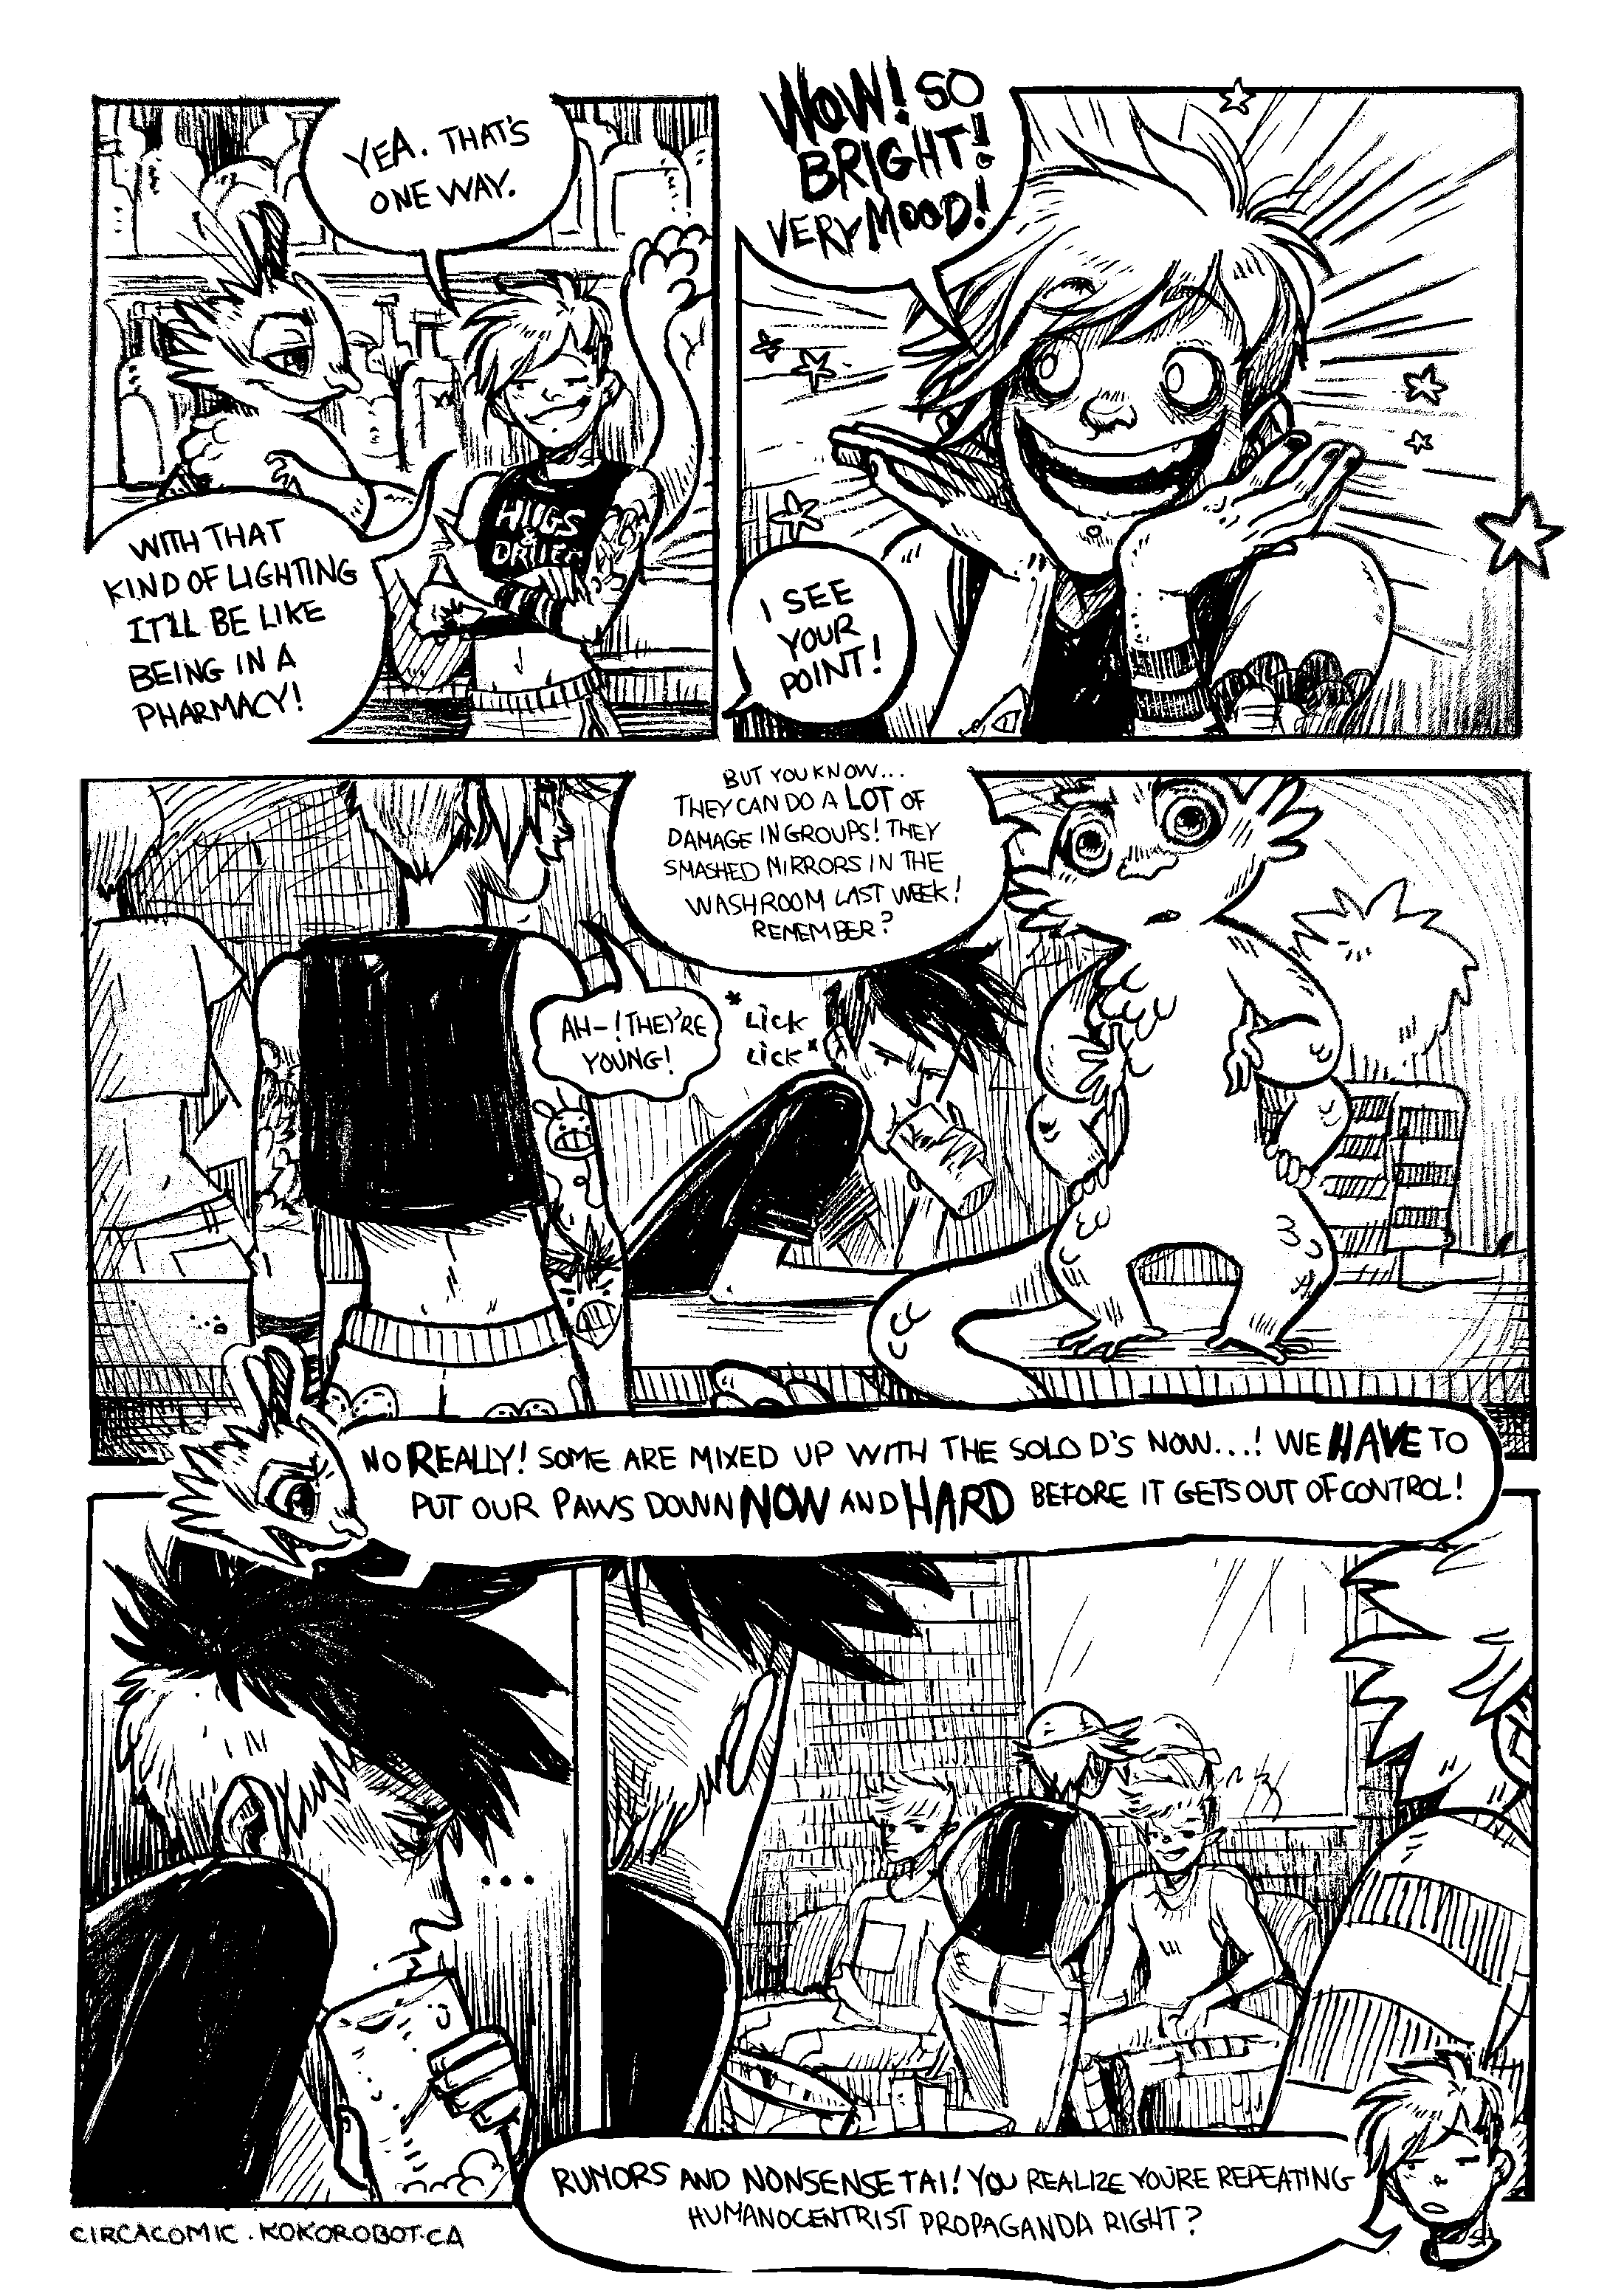 YEA. THAT'S
ONE WAY.
WITH THAT
KIND OF LIGHTING
IT'LL BE LIKE
BEING IN A
PHARMACY!
HUGS
&
WOW! SO
BRIGHT!
VERY MOOD!
I SEE
YOUR
POINT!
BUT YOU KNOW...
THEY CAN DO A LOT OF
DAMAGE IN GROUPS! THEY
SMASHED MIRRORS IN THE
WASHROOM LAST WEEK!
REMEMBER?
AH-! THEY'RE
YOUNG!
*LICK
LICK*
NO REALLY! SOME ARE MIXED UP WITH THE SOLO D'S NOW...! WE HAVE TO
PUT OUR PAWS DOWN NOW AND HARD BEFORE IT GETS OUT OF CONTROL!
...
RUMORS AND NONSENSE TAI! YOU REALIZE YOU'RE REPEATING
HUMANOCENTRIST PROPAGANDA RIGHT?
CIRCACOMIC.KOKOROBOT.CA